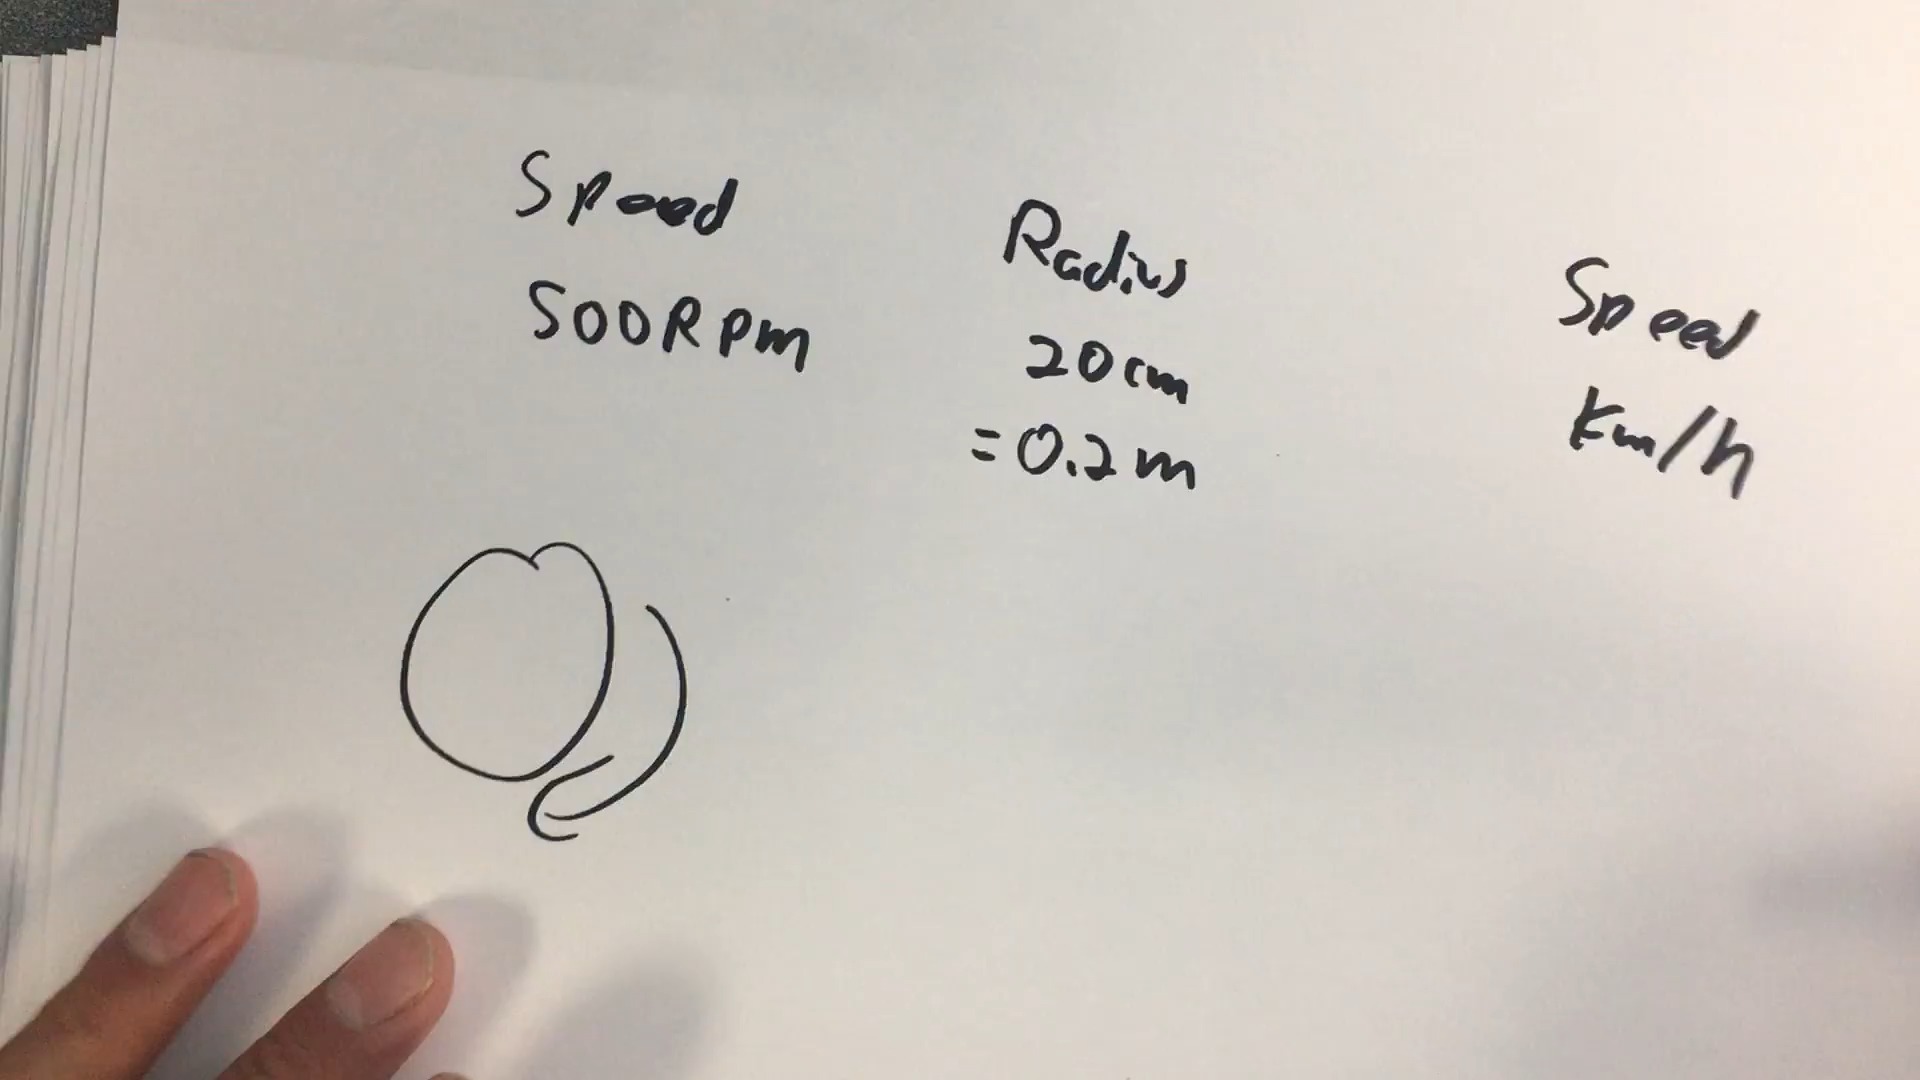 Speed
500RPM
Radius
20cm
=0.2m
Speed
Km/h